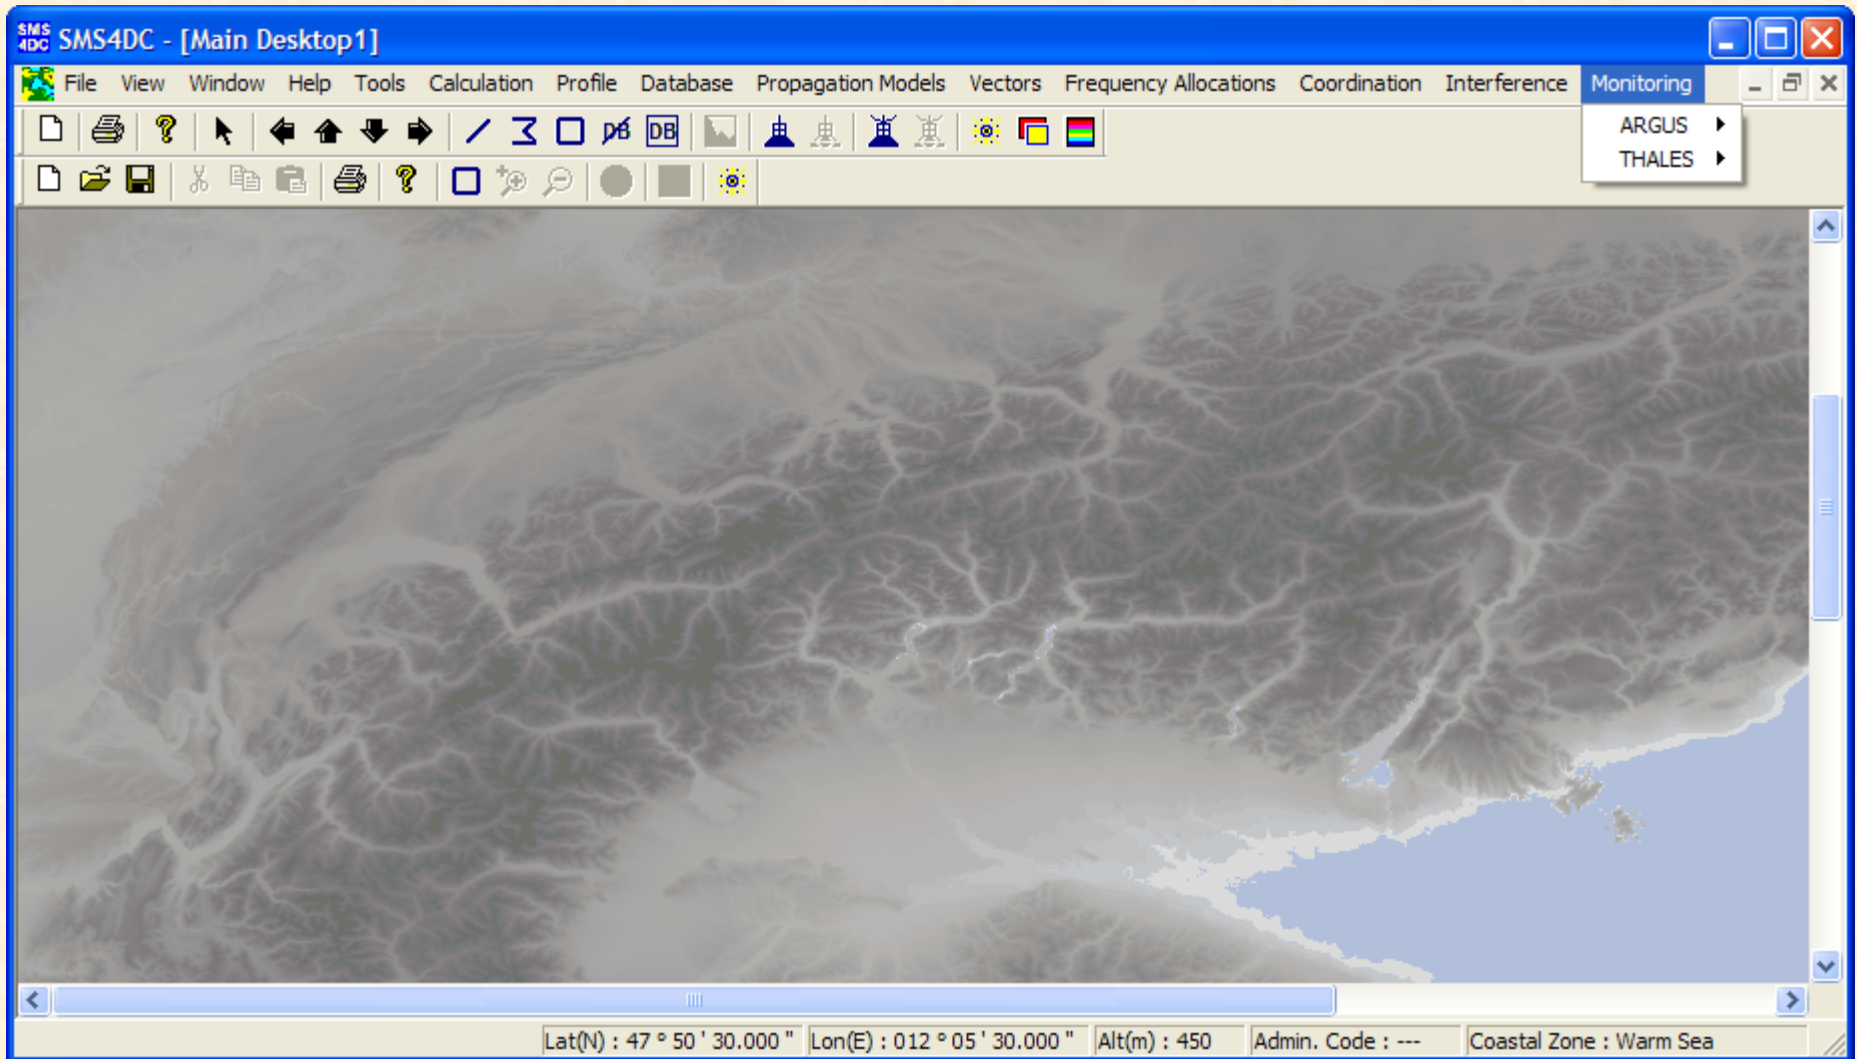 SMS4DC - [Main Desktop1]
File View Window Help Tools Calculation Profile Database Propagation Models Vectors Frequency Allocations Coordination Interference Monitoring
ARGUS
THALES
DB DB
Lat(N) : 47 ° 50 ' 30.000 " Lon(E) : 012 ° 05 ' 30.000 " Alt(m) : 450 Admin. Code : --- Coastal Zone : Warm Sea